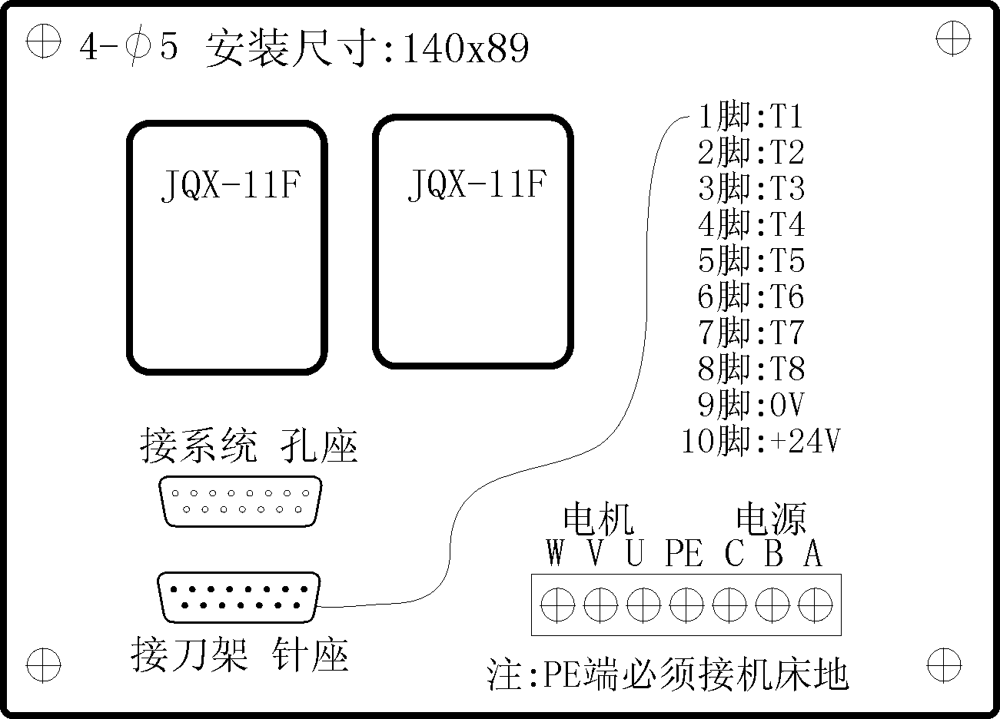 4-φ5 安装尺寸:140x89
JQX-11F
JQX-11F
1脚:T1
2脚:T2
3脚:T3
4脚:T4
5脚:T5
6脚:T6
7脚:T7
8脚:T8
9脚:0V
10脚:+24V
接系统 孔座
接刀架 针座
电机 电源
W V U PE C B A
注:PE端必须接机床地